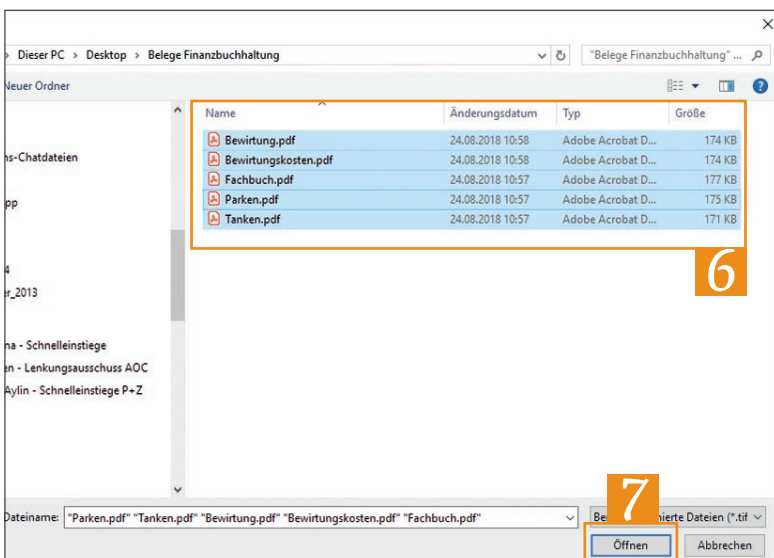 Dieser PC > Desktop > Belege Finanzbuchhaltung "Belege Finanzbuchhaltung" ...
Neuer Ordner
Name Änderungsdatum Typ Größe
Bewirtung.pdf 24.08.2018 10:58 Adobe Acrobat D... 174 KB
ns-Chatdateien Bewirtungskosten.pdf 24.08.2018 10:58 Adobe Acrobat D... 174 KB
Fachbuch.pdf 24.08.2018 10:57 Adobe Acrobat D... 177 KB
pp Parken.pdf 24.08.2018 10:57 Adobe Acrobat D... 175 KB
Tanken.pdf 24.08.2018 10:57 Adobe Acrobat D... 171 KB
6
4
er_2013
na - Schnelleinstiege
en - Lenkungsausschuss AOC
Aylin - Schnelleinstiege P+Z
7
Dateiname: "Parken.pdf" "Tanken.pdf" "Bewirtung.pdf" "Bewirtungskosten.pdf" "Fachbuch.pdf" Dateien (*.tif
Öffnen Abbrechen